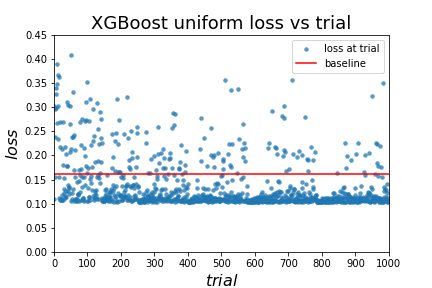 XGBoost uniform loss vs trial
loss at trial
baseline
loss
0.45
0.40
0.35
0.30
0.25
0.20
0.15
0.10
0.05
0.00
0 100 200 300 400 500 600 700 800 900 1000
trial